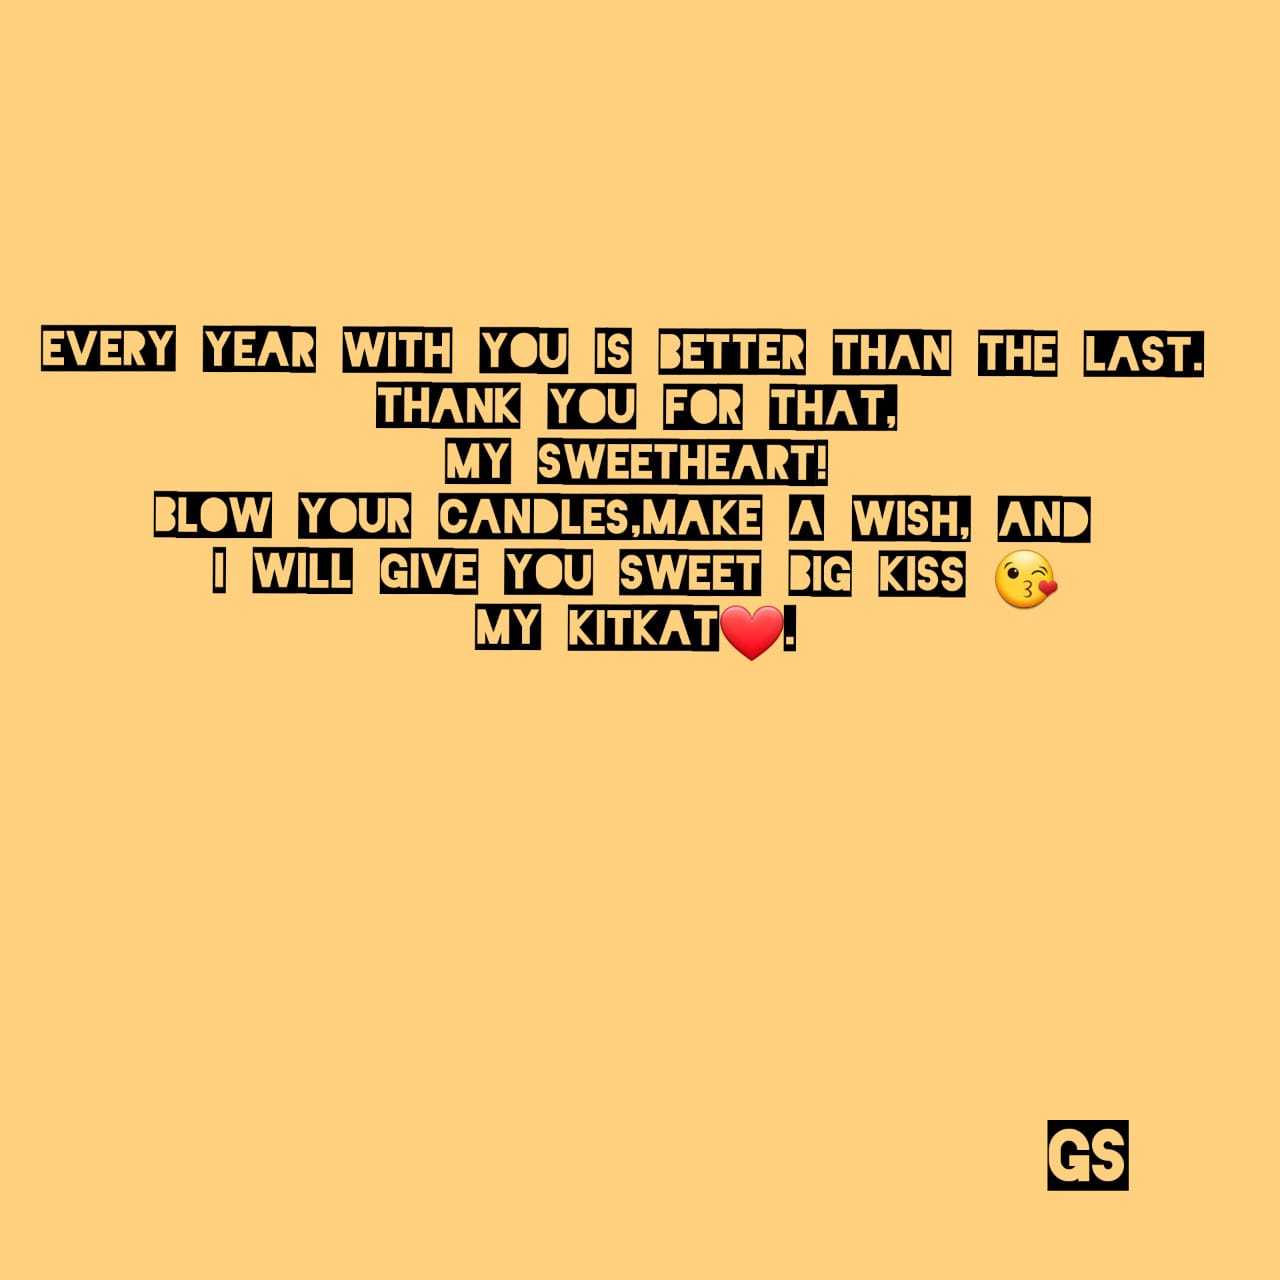 EVERY YEAR WITH YOU IS BETTER THAN THE LAST.
THANK YOU FOR THAT,
MY SWEETHEART!
BLOW YOUR CANDLES,MAKE A WISH, AND
I WILL GIVE YOU SWEET BIG KISS 😘
MY KITKAT❤️.
GS